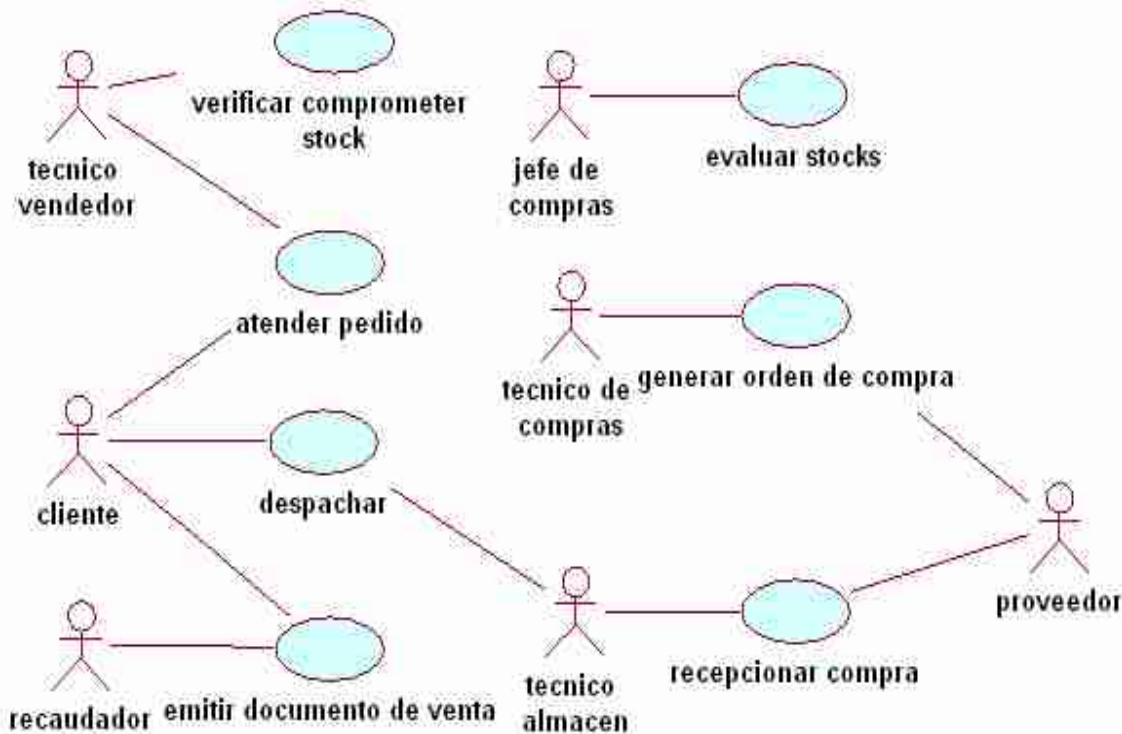 verificar comprometer
stock
tecnico
vendedor
jefe de
compras
evaluar stocks
atender pedido
tecnico de
compras
generar orden de compra
cliente
despachar
proveedor
recaudador
emitir documento de venta
tecnico
almacen
recepcionar compra